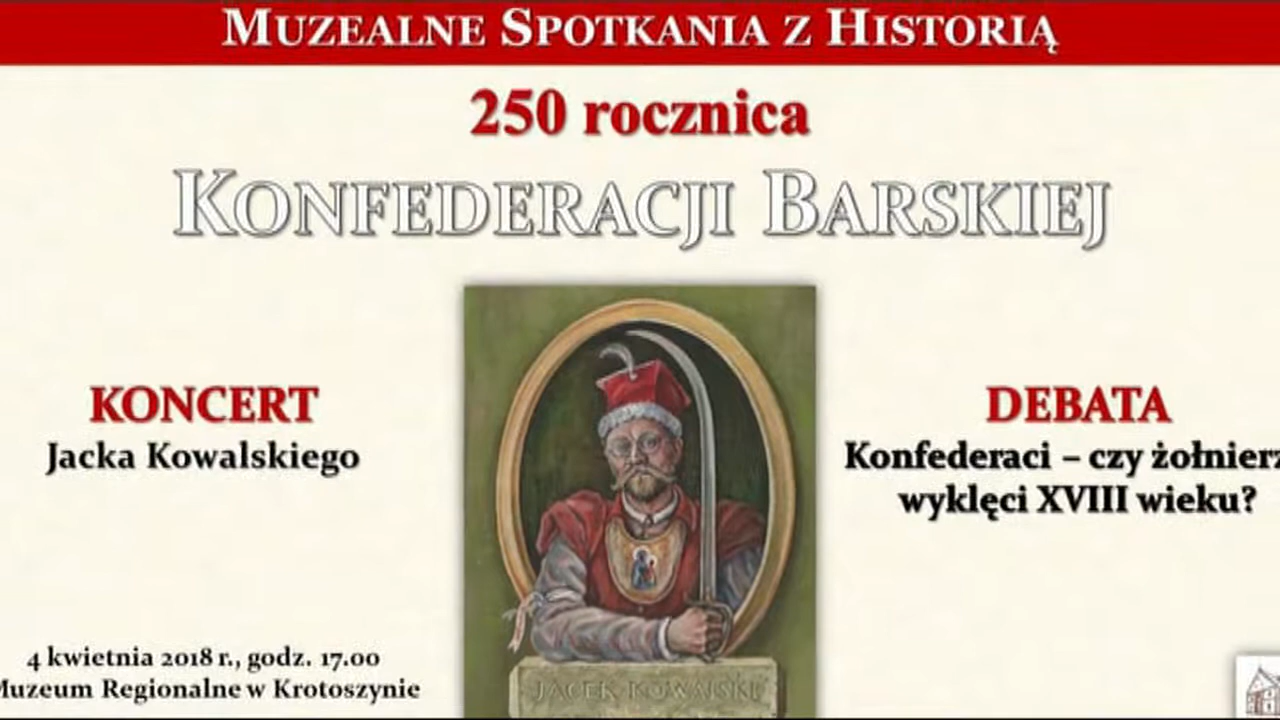 MUZEALNE SPOTKANIA Z HISTORIĄ
250 rocznica
KONFEDERACJI BARSKIEJ
KONCERT
Jacka Kowalskiego
DEBATA
Konfederaci – czy żołnierz
wyklęci XVIII wieku?
4 kwietnia 2018 r., godz. 17.00
Muzeum Regionalne w Krotoszynie
JACEK KOWALSKI